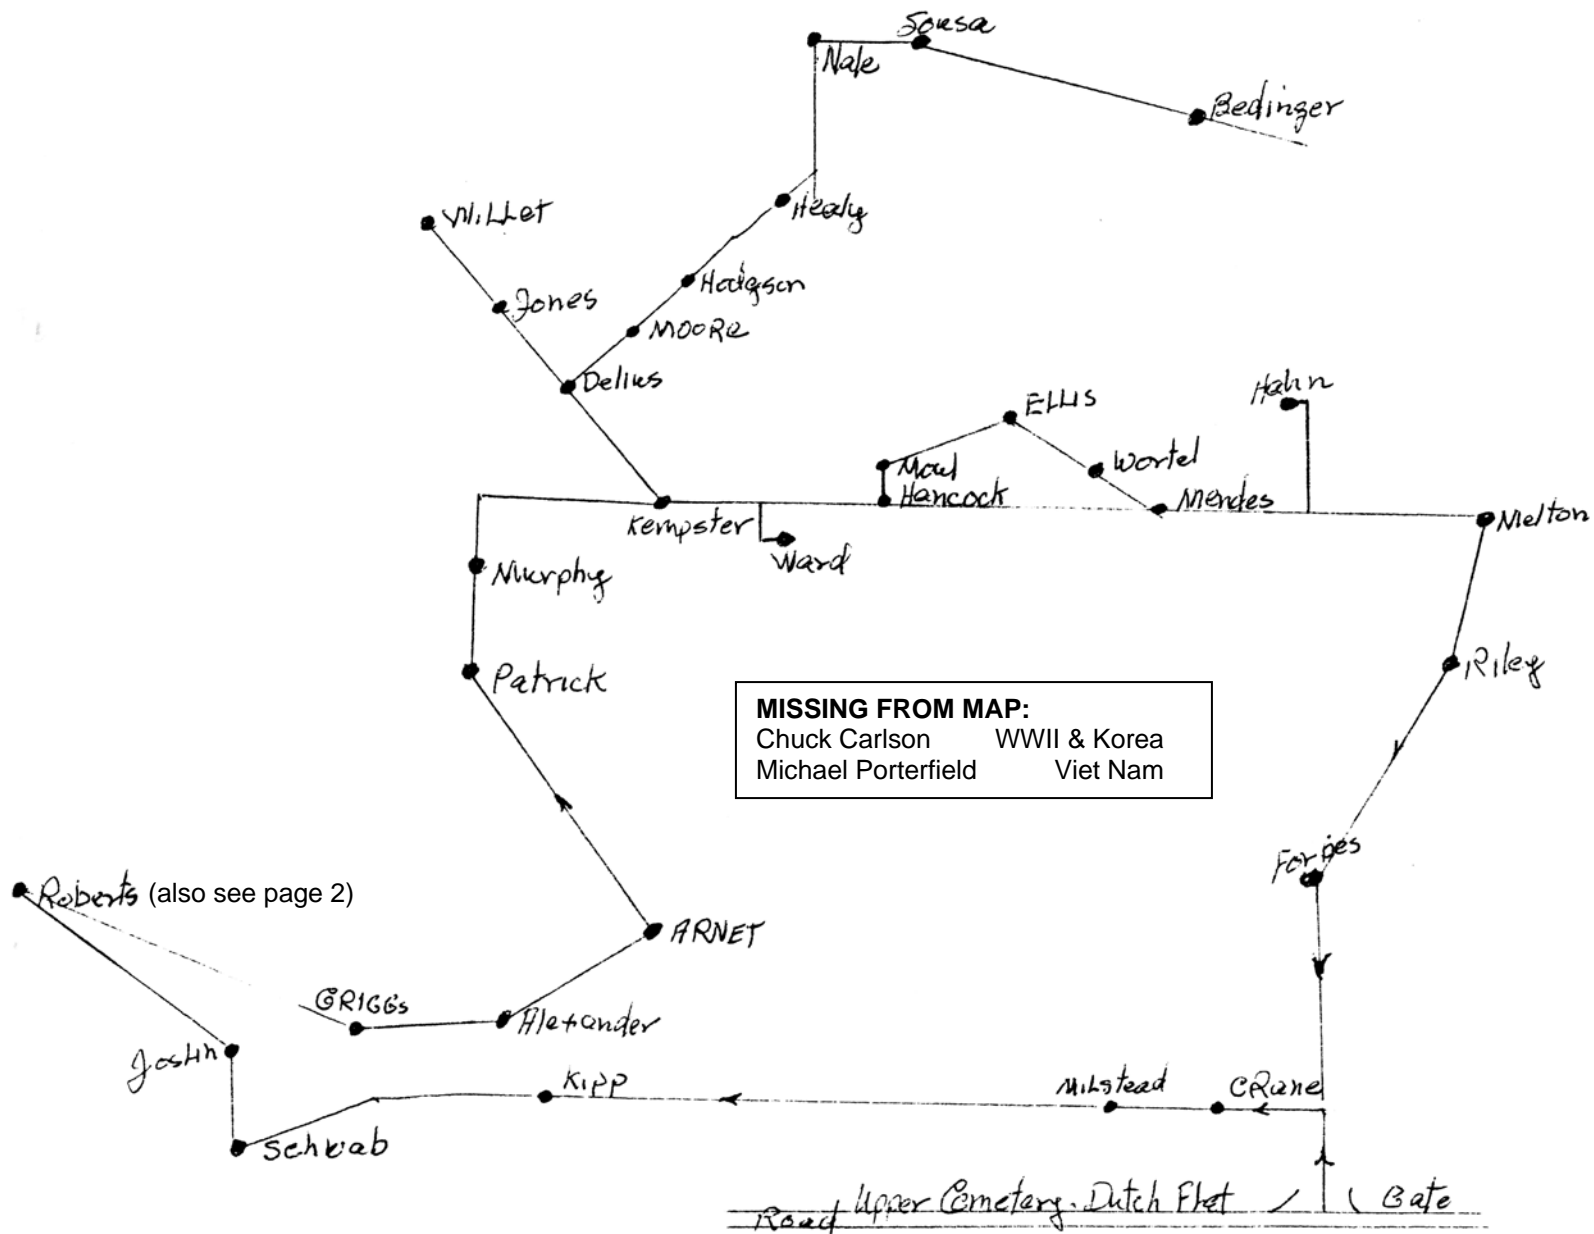 Sousa
Nale
Bedinger
Willet
Healy
Jones
Hodgson
Moore
Delius
Hahn
Ellis
Wortel
Moul
Hancock
Mendes
Melton
Kempster
Ward
Murphy
Riley
Patrick
MISSING FROM MAP:
Chuck Carlson WWII & Korea
Michael Porterfield Viet Nam
Forbes
Roberts (also see page 2)
ARNET
GRIGGS
Alexander
Joslin
Kipp
Milstead
CRane
Schwab
Upper Cemetery. Dutch Flat
Gate
Road